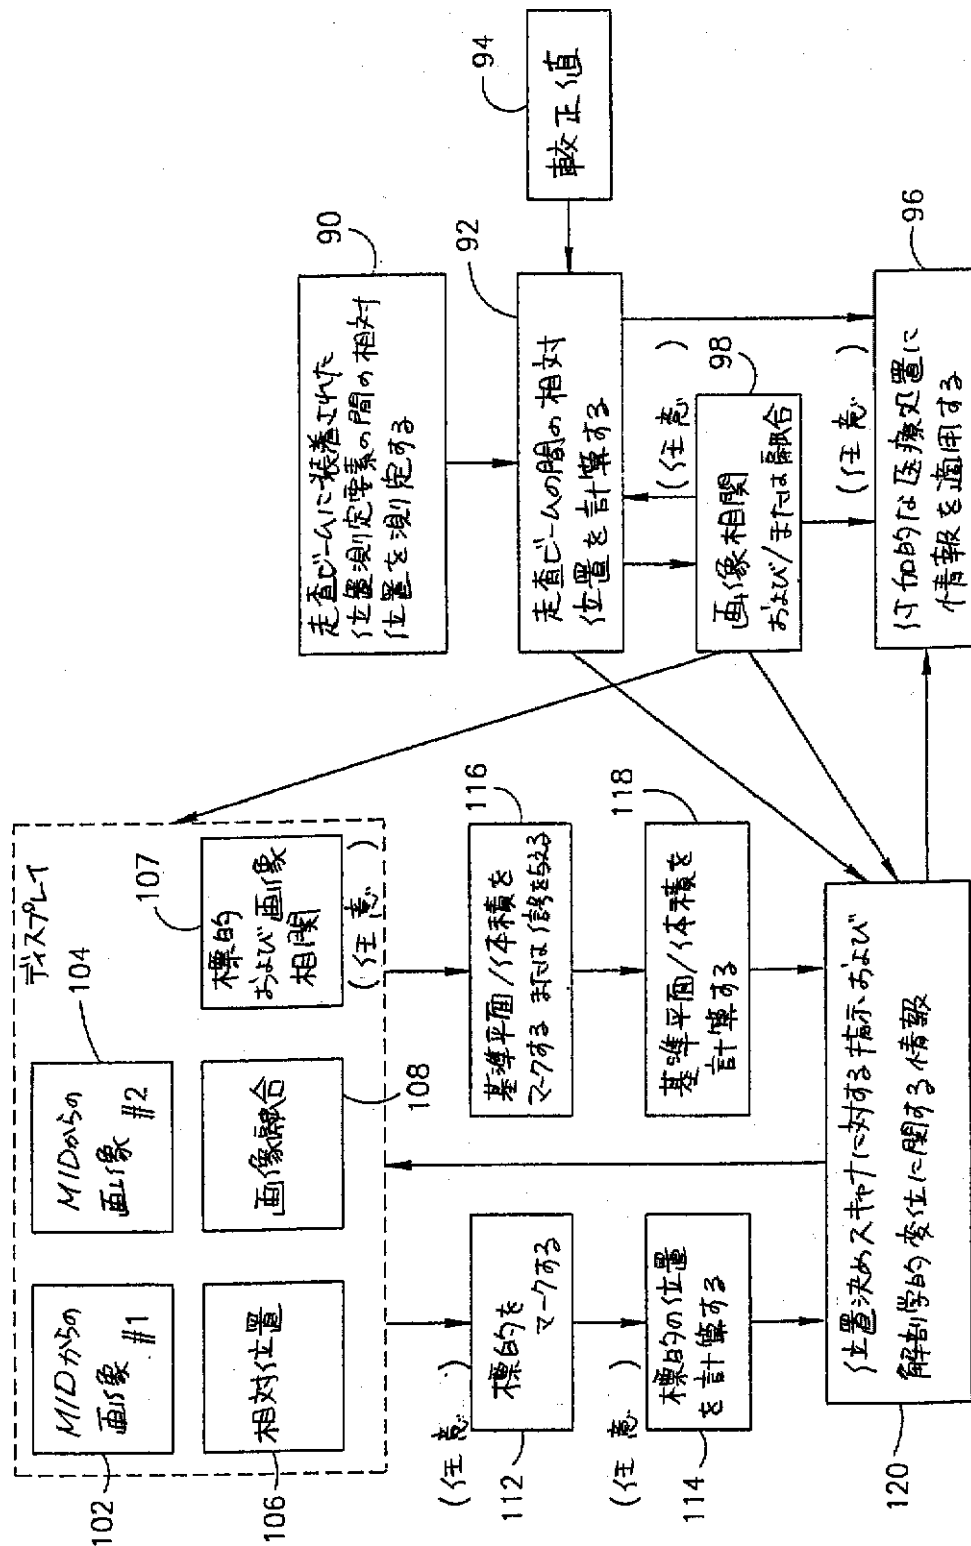 走査ビームに装着された
位置測定要素の間の相対
位置を測定する
90
走査ビームの間の相対
位置を計算する
92
較正値
94
(任意)
画像相関
および/または融合
98
(任意)
付加的な医療処置に
情報を適用する
96
ディスプレイ
MIDからの
画像 #1
102
MIDからの
画像 #2
104
相対位置
106
画像融合
108
標的
および画像
相関
(任意)
107
(任意)
標的を
マークする
112
(任意)
標的の位置
を計算する
114
基準平面/体積を
マークする または信号を与える
116
基準平面/体積を
計算する
118
位置決めスキャナに対する指示および
解剖学的変位に関する情報
120